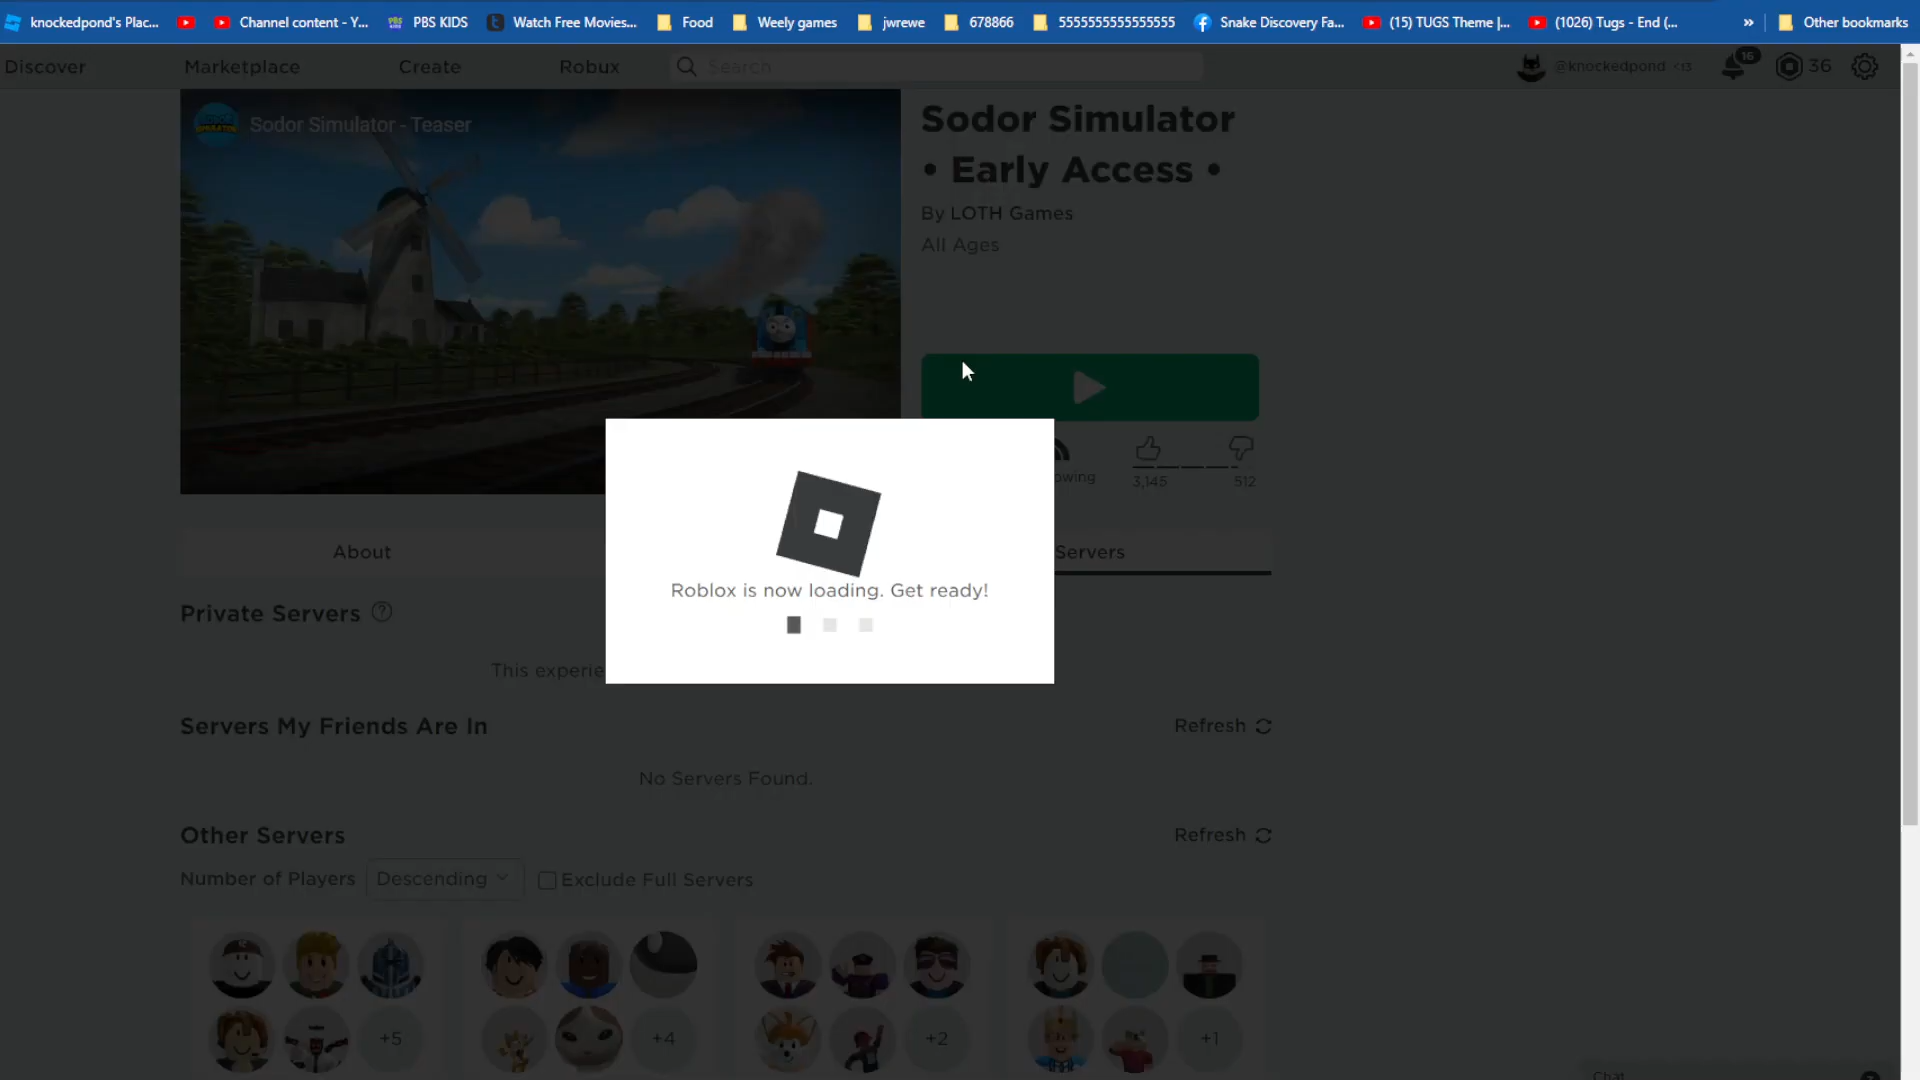 knockedpond's Plac...
Channel content - Y...
PBS KIDS
Watch Free Movies...
Food
Weely games
jwrewe
678866
5555555555555555
Snake Discovery Fa...
(15) TUGS Theme |...
(1026) Tugs - End (...
»
Other bookmarks
Discover
Marketplace
Create
Robux
Search
@knockedpond <13
16
36
Sodor Simulator - Teaser
Sodor Simulator
• Early Access •
By LOTH Games
All Ages
owing
3,145
512
About
Servers
Roblox is now loading. Get ready!
Private Servers
This experie
Servers My Friends Are In
Refresh
No Servers Found.
Other Servers
Refresh
Number of Players
Descending
Exclude Full Servers
+5
+4
+2
+1
Chat